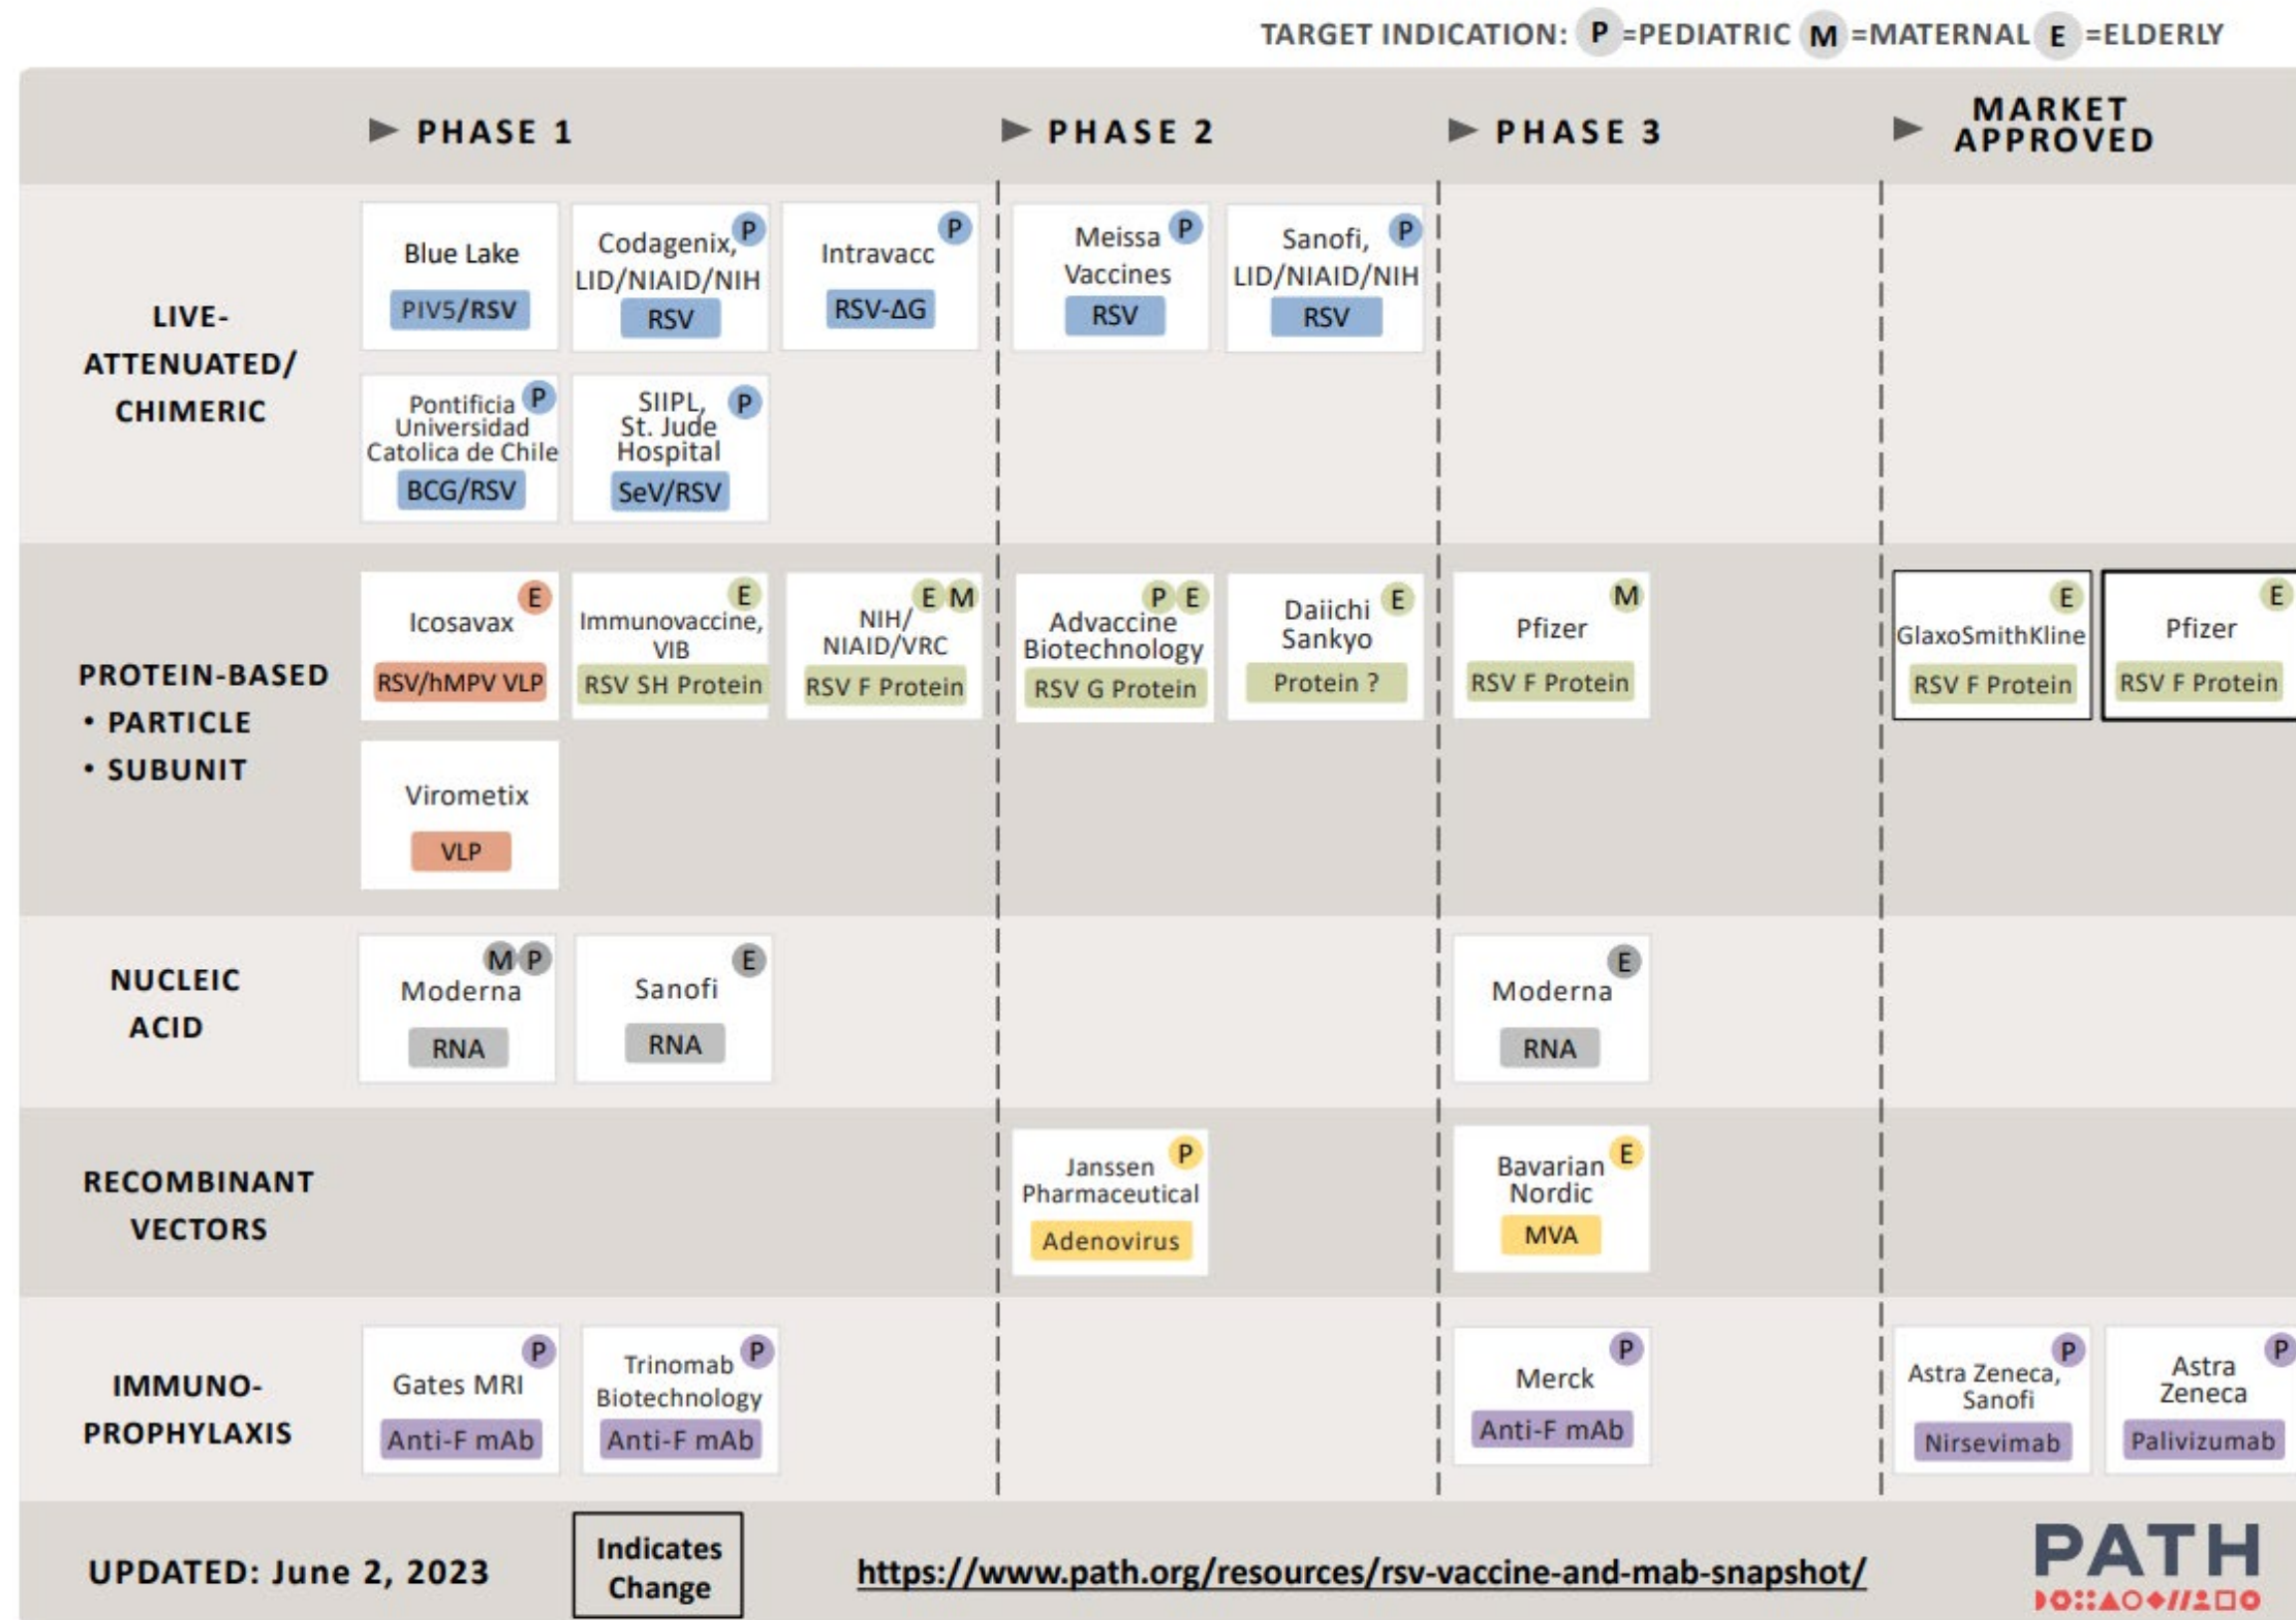 TARGET INDICATION: P =PEDIATRIC M =MATERNAL E =ELDERLY
PHASE 1
PHASE 2
PHASE 3
MARKET
APPROVED
LIVE-
ATTENUATED/
CHIMERIC
Blue Lake
PIV5/RSV
P
Codagenix,
LID/NIAID/NIH
RSV
P
Intravacc
RSV-ΔG
P
Meissa
Vaccines
RSV
P
Sanofi,
LID/NIAID/NIH
RSV
P
Pontificia
Universidad
Catolica de Chile
BCG/RSV
P
SIIPL,
St. Jude
Hospital
SeV/RSV
PROTEIN-BASED
• PARTICLE
• SUBUNIT
E
Icosavax
RSV/hMPV VLP
E
Immunovaccine,
VIB
RSV SH Protein
E M
NIH/
NIAID/VRC
RSV F Protein
P E
Advaccine
Biotechnology
RSV G Protein
E
Daiichi
Sankyo
Protein ?
M
Pfizer
RSV F Protein
E
GlaxoSmithKline
RSV F Protein
E
Pfizer
RSV F Protein
Virometix
VLP
NUCLEIC
ACID
M P
Moderna
RNA
E
Sanofi
RNA
E
Moderna
RNA
RECOMBINANT
VECTORS
P
Janssen
Pharmaceutical
Adenovirus
E
Bavarian
Nordic
MVA
IMMUNO-
PROPHYLAXIS
P
Gates MRI
Anti-F mAb
P
Trinomab
Biotechnology
Anti-F mAb
P
Merck
Anti-F mAb
P
Astra Zeneca,
Sanofi
Nirsevimab
P
Astra
Zeneca
Palivizumab
UPDATED: June 2, 2023
Indicates
Change
https://www.path.org/resources/rsv-vaccine-and-mab-snapshot/
PATH